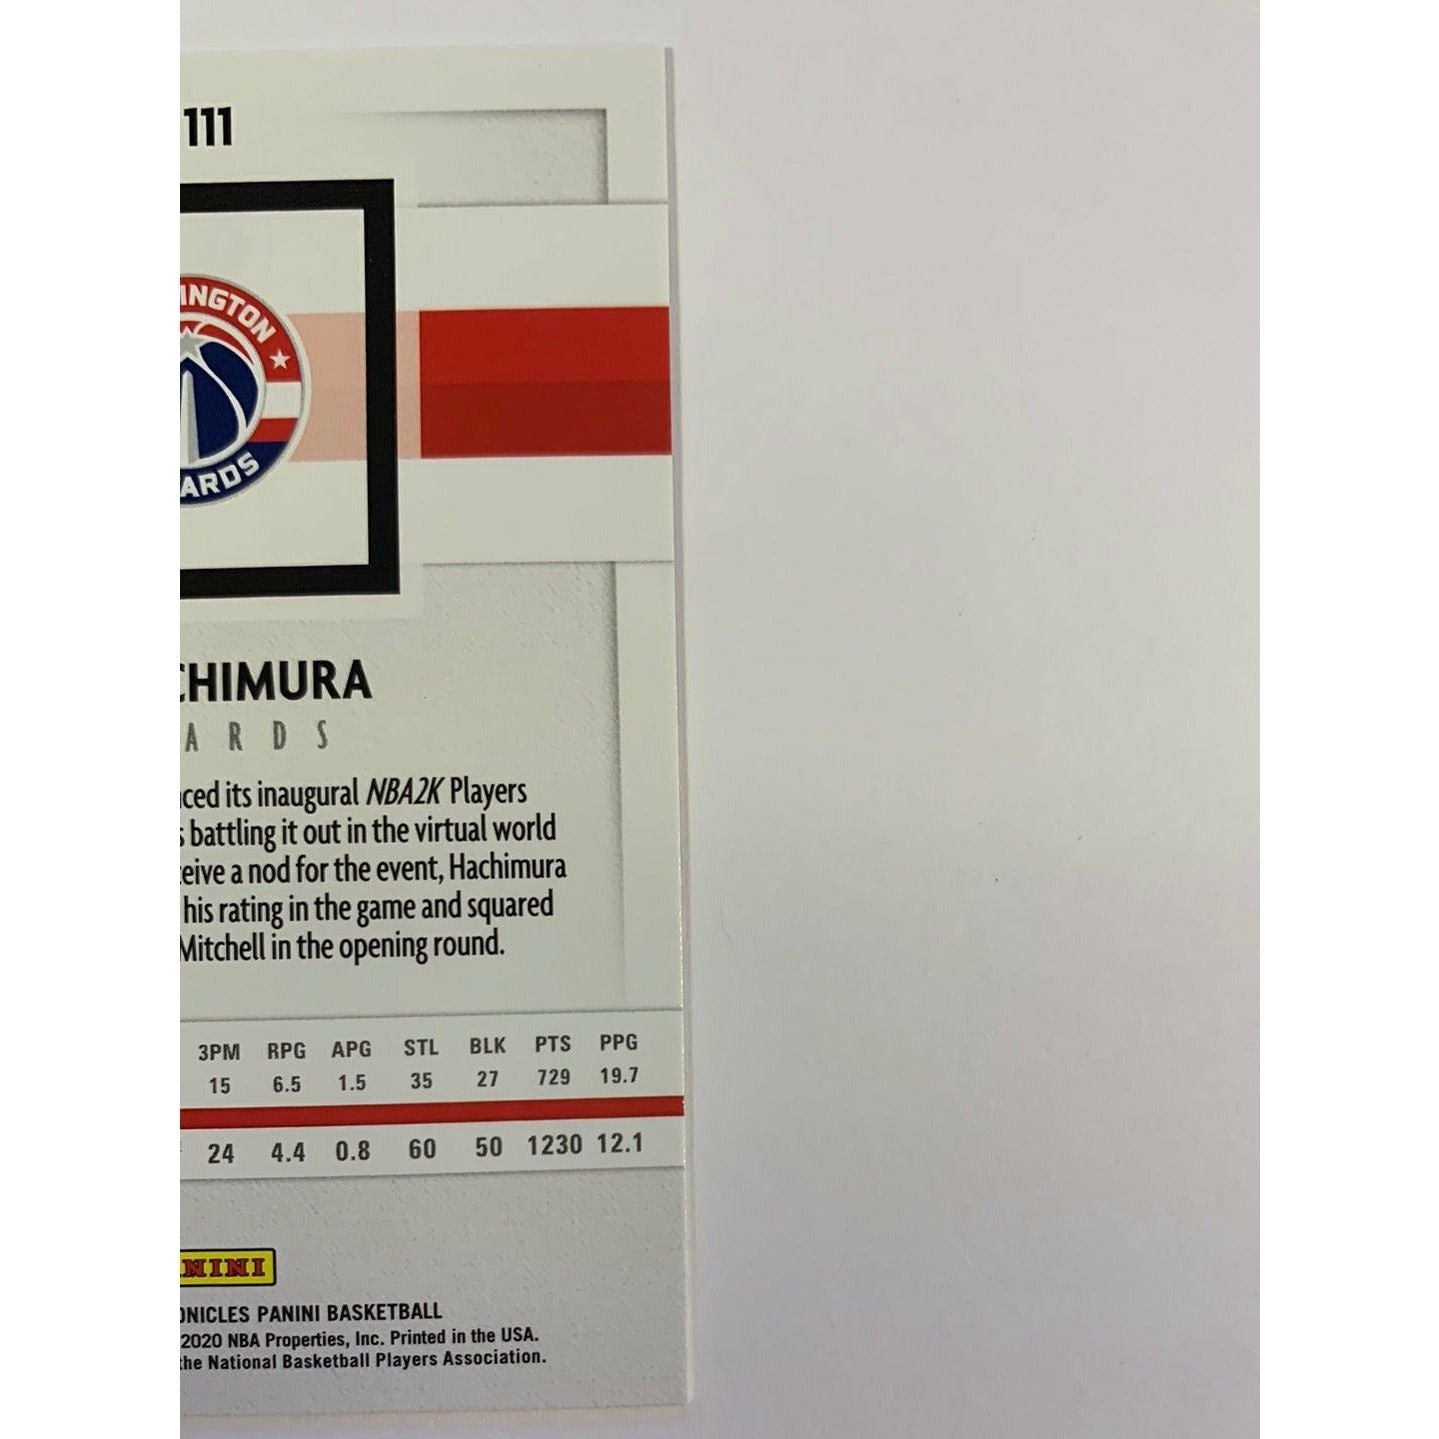 111
INGTON
ARDS
CHIMURA
ARDS
ced its inaugural NBA2K Players
s battling it out in the virtual world
eive a nod for the event, Hachimura
his rating in the game and squared
Mitchell in the opening round.
3PM RPG APG STL BLK PTS PPG
15 6.5 1.5 35 27 729 19.7
24 4.4 0.8 60 50 1230 12.1
NINI
ONICLES PANINI BASKETBALL
2020 NBA Properties, Inc. Printed in the USA.
the National Basketball Players Association.